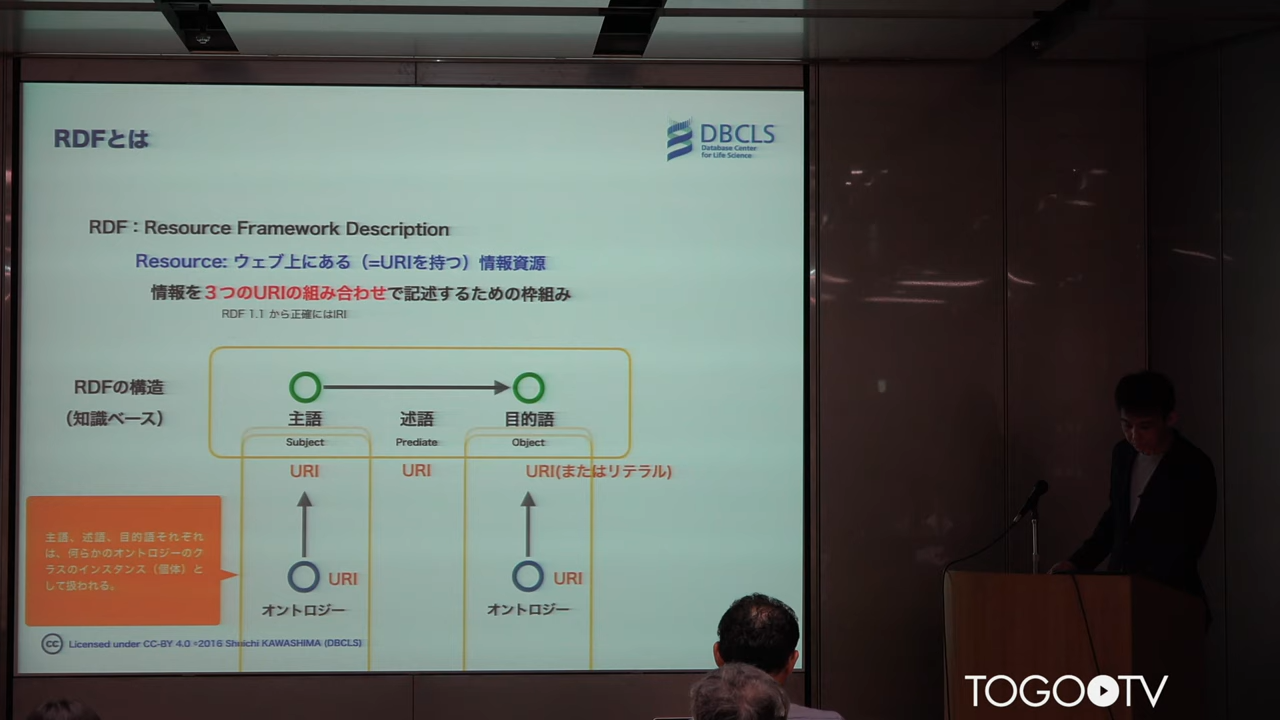 RDFとは
DBCLS
Database Center
for Life Science
RDF：Resource Framework Description
Resource: ウェブ上にある（=URIを持つ）情報資源
情報を３つのURIの組み合わせで記述するための枠組み
RDF 1.1 から正確にはIRI
RDFの構造
（知識ベース）
主語 述語 目的語
Subject Prediate Object
URI URI URI(またはリテラル)
主語、述語、目的語それぞれ
は、何らかのオントロジーのク
ラスのインスタンス（個体）と
して扱われる。
URI URI
オントロジー オントロジー
cc Licensed under CC-BY 4.0 ©2016 Shuichi KAWASHIMA (DBCLS)
TOGOTV